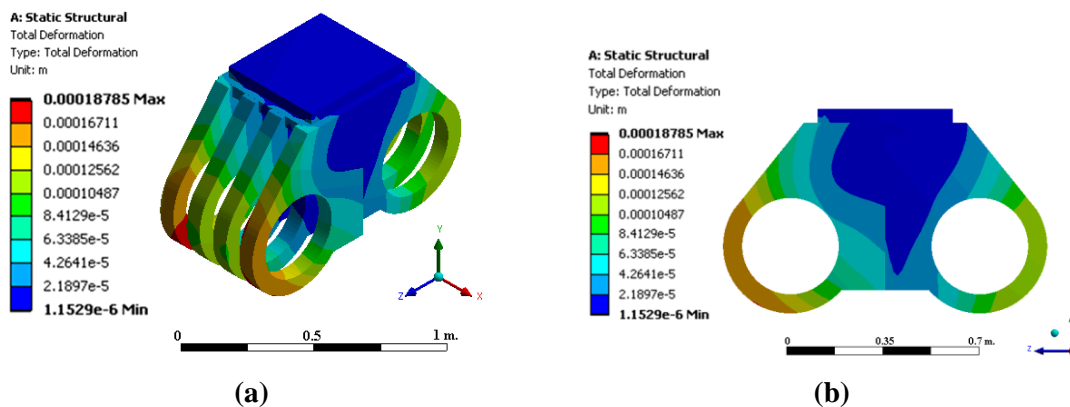 A: Static Structural
Total Deformation
Type: Total Deformation
Unit: m
0.00018785 Max
0.00016711
0.00014636
0.00012562
0.00010487
8.4129e-5
6.3385e-5
4.2641e-5
2.1897e-5
1.1529e-6 Min
Y
Z X
0 0.5 1 m.
(a)
A: Static Structural
Total Deformation
Type: Total Deformation
Unit: m
0.00018785 Max
0.00016711
0.00014636
0.00012562
0.00010487
8.4129e-5
6.3385e-5
4.2641e-5
2.1897e-5
1.1529e-6 Min
0 0.35 0.7 m.
Z
(b)